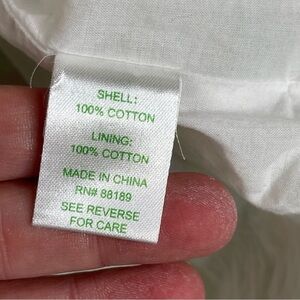 SHELL:
100% COTTON
LINING:
100% COTTON
MADE IN CHINA
RN# 88189
SEE REVERSE
FOR CARE